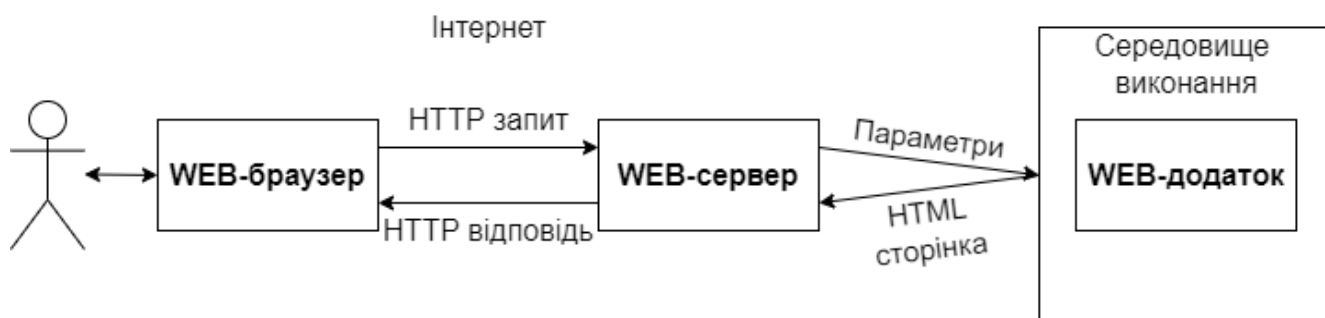 Інтернет
Середовище
виконання
HTTP запит
Параметри
WEB-браузер
WEB-сервер
WEB-додаток
HTTP відповідь
HTML
сторінка